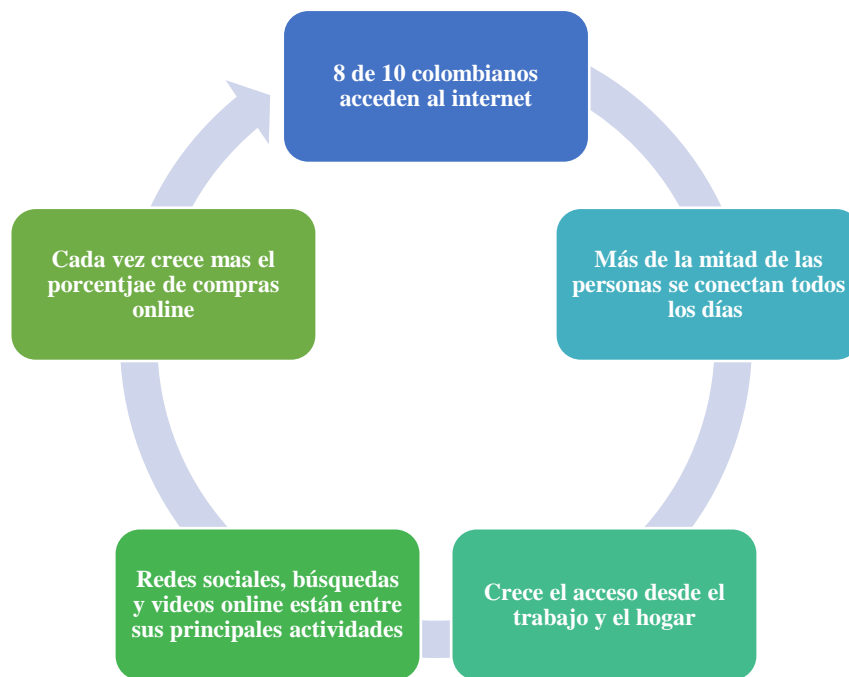 8 de 10 colombianos
acceden al internet
Más de la mitad de las
personas se conectan todos
los días
Crece el acceso desde el
trabajo y el hogar
Redes sociales, búsquedas
y videos online están entre
sus principales actividades
Cada vez crece mas el
porcentjae de compras
online